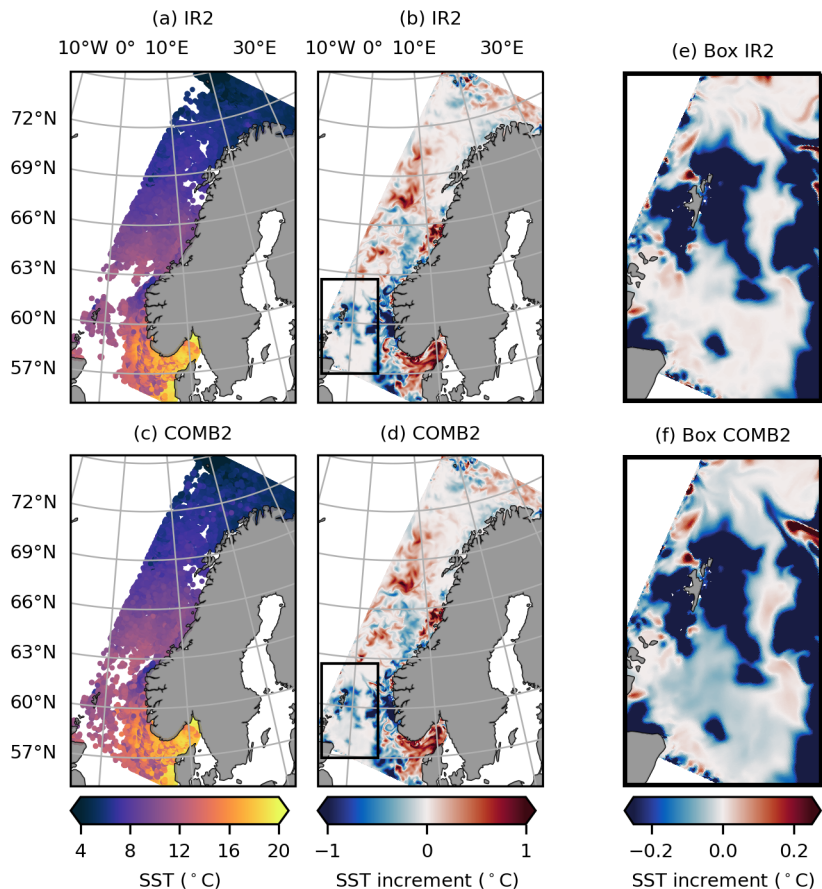 (a) IR2
(b) IR2
10°W 0° 30°E
10°W 0° 10°E 30°E
(e) Box IR2
72°N
69°N
66°N
63°N
60°N
57°N
(c) COMB2
(d) COMB2
(f) Box COMB2
72°N
69°N
66°N
63°N
60°N
57°N
4 8 12 16 20
−1 0 1
−0.2 0.0 0.2
SST (°C)
SST increment (°C)
SST increment (°C)